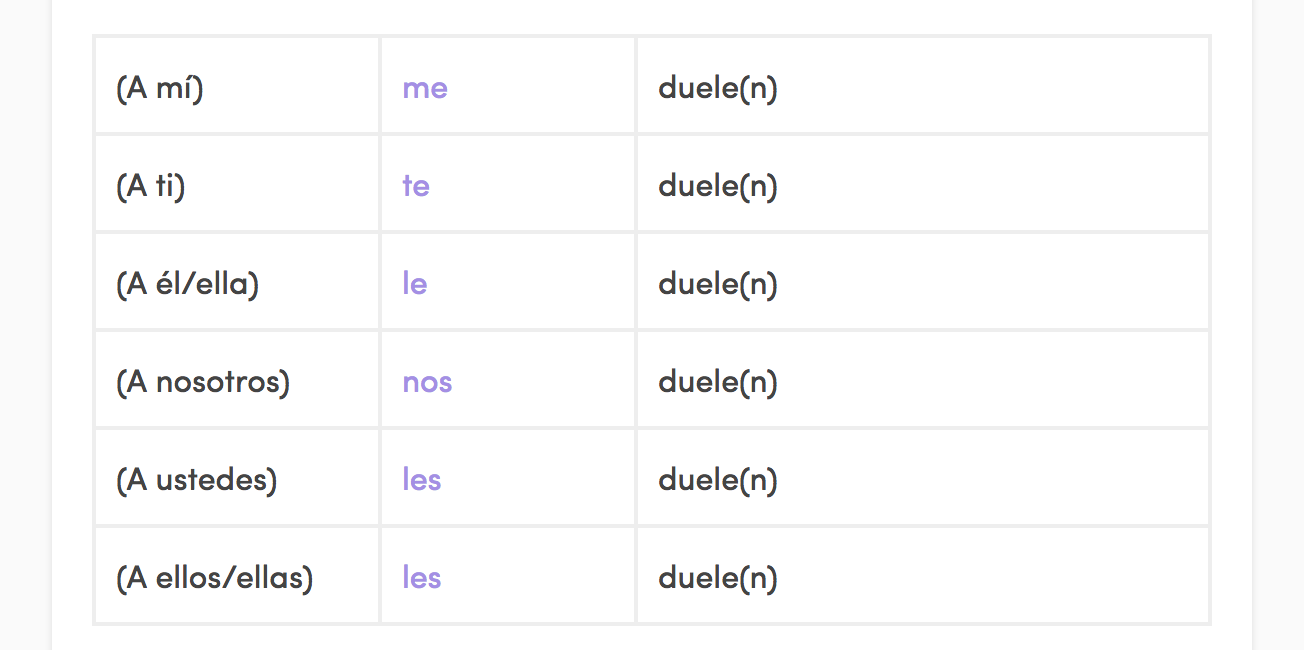 (A mí) me duele(n)
(A ti) te duele(n)
(A él/ella) le duele(n)
(A nosotros) nos duele(n)
(A ustedes) les duele(n)
(A ellos/ellas) les duele(n)